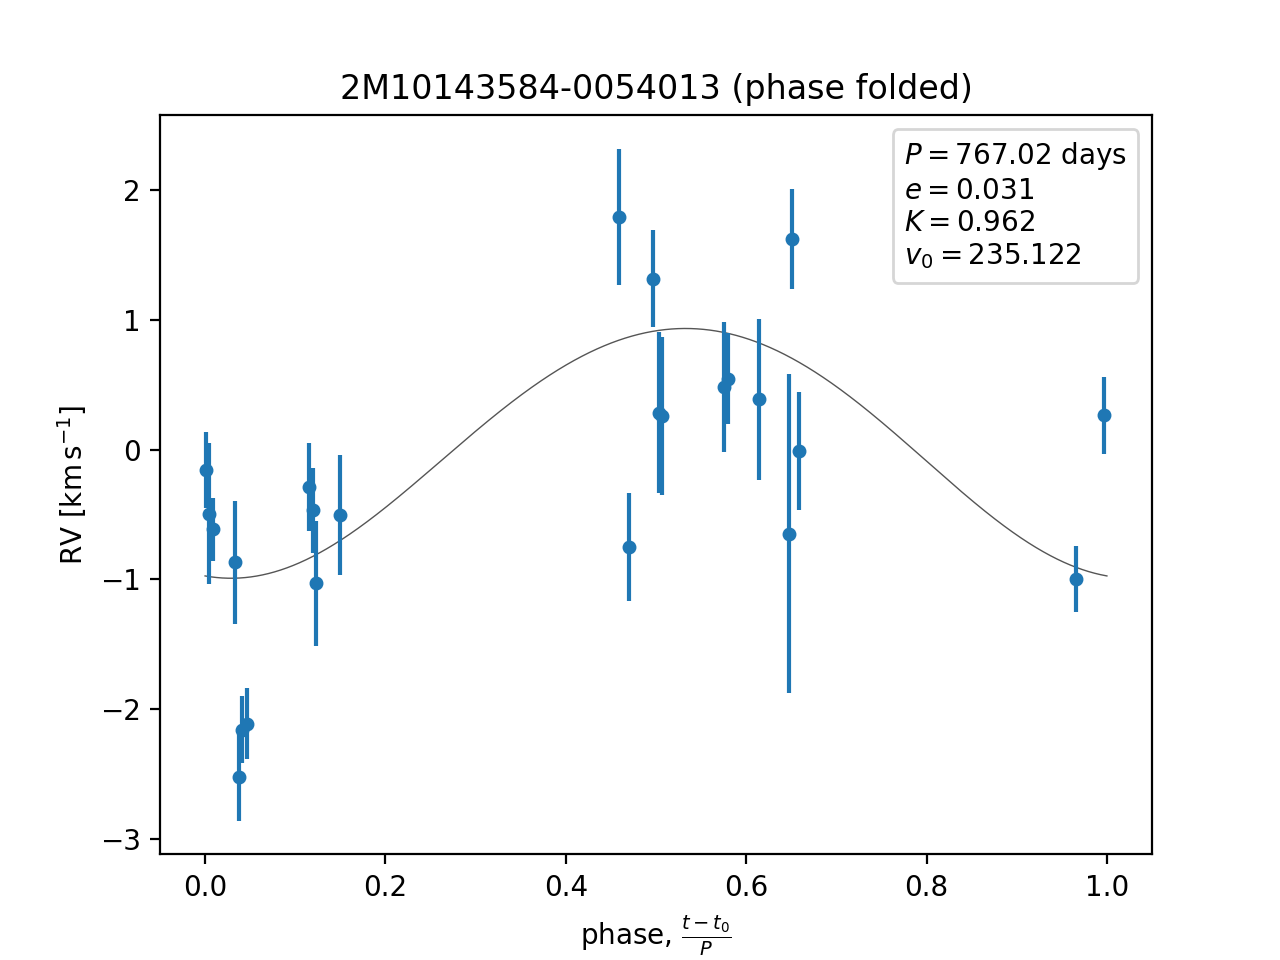 2M10143584-0054013 (phase folded)
P = 767.02 days
e = 0.031
K = 0.962
v₀ = 235.122
RV [km s⁻¹]
2
1
0
−1
−2
−3
0.0 0.2 0.4 0.6 0.8 1.0
phase, (t − t₀)/P